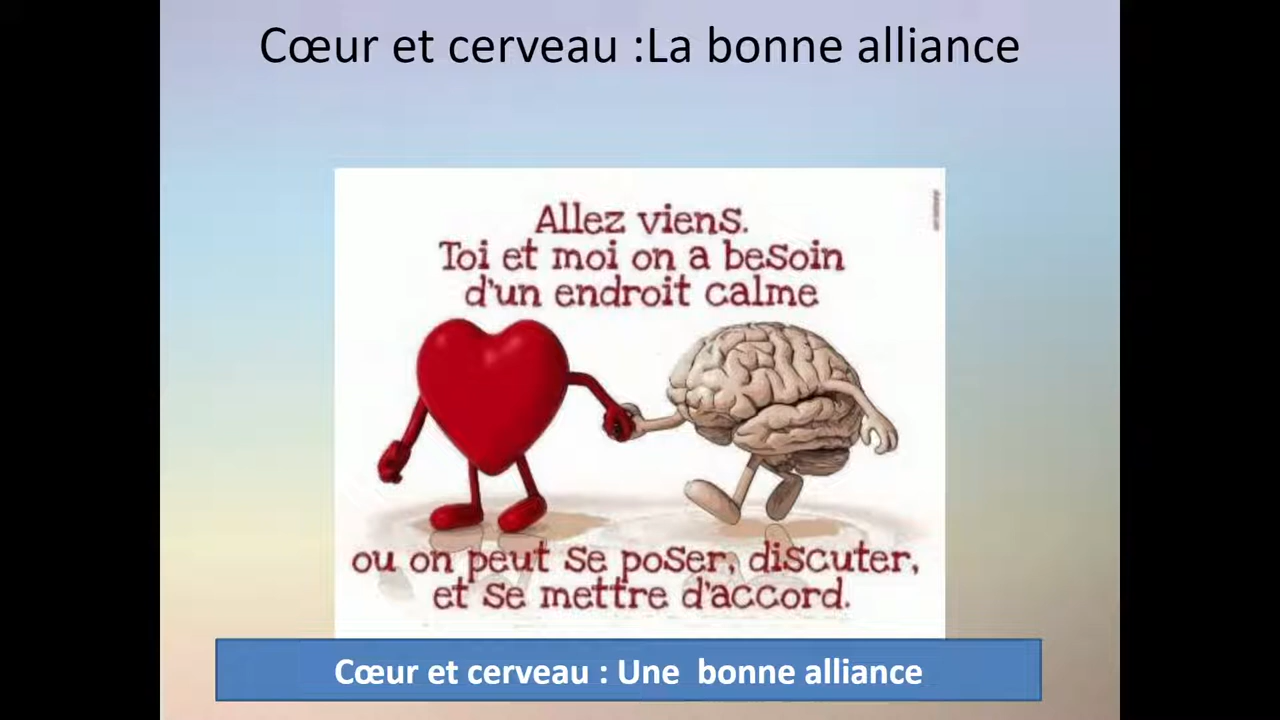 Cœur et cerveau :La bonne alliance
Allez viens.
Toi et moi on a besoin
d'un endroit calme
ou on peut se poser, discuter,
et se mettre d'accord.
Cœur et cerveau : Une  bonne alliance